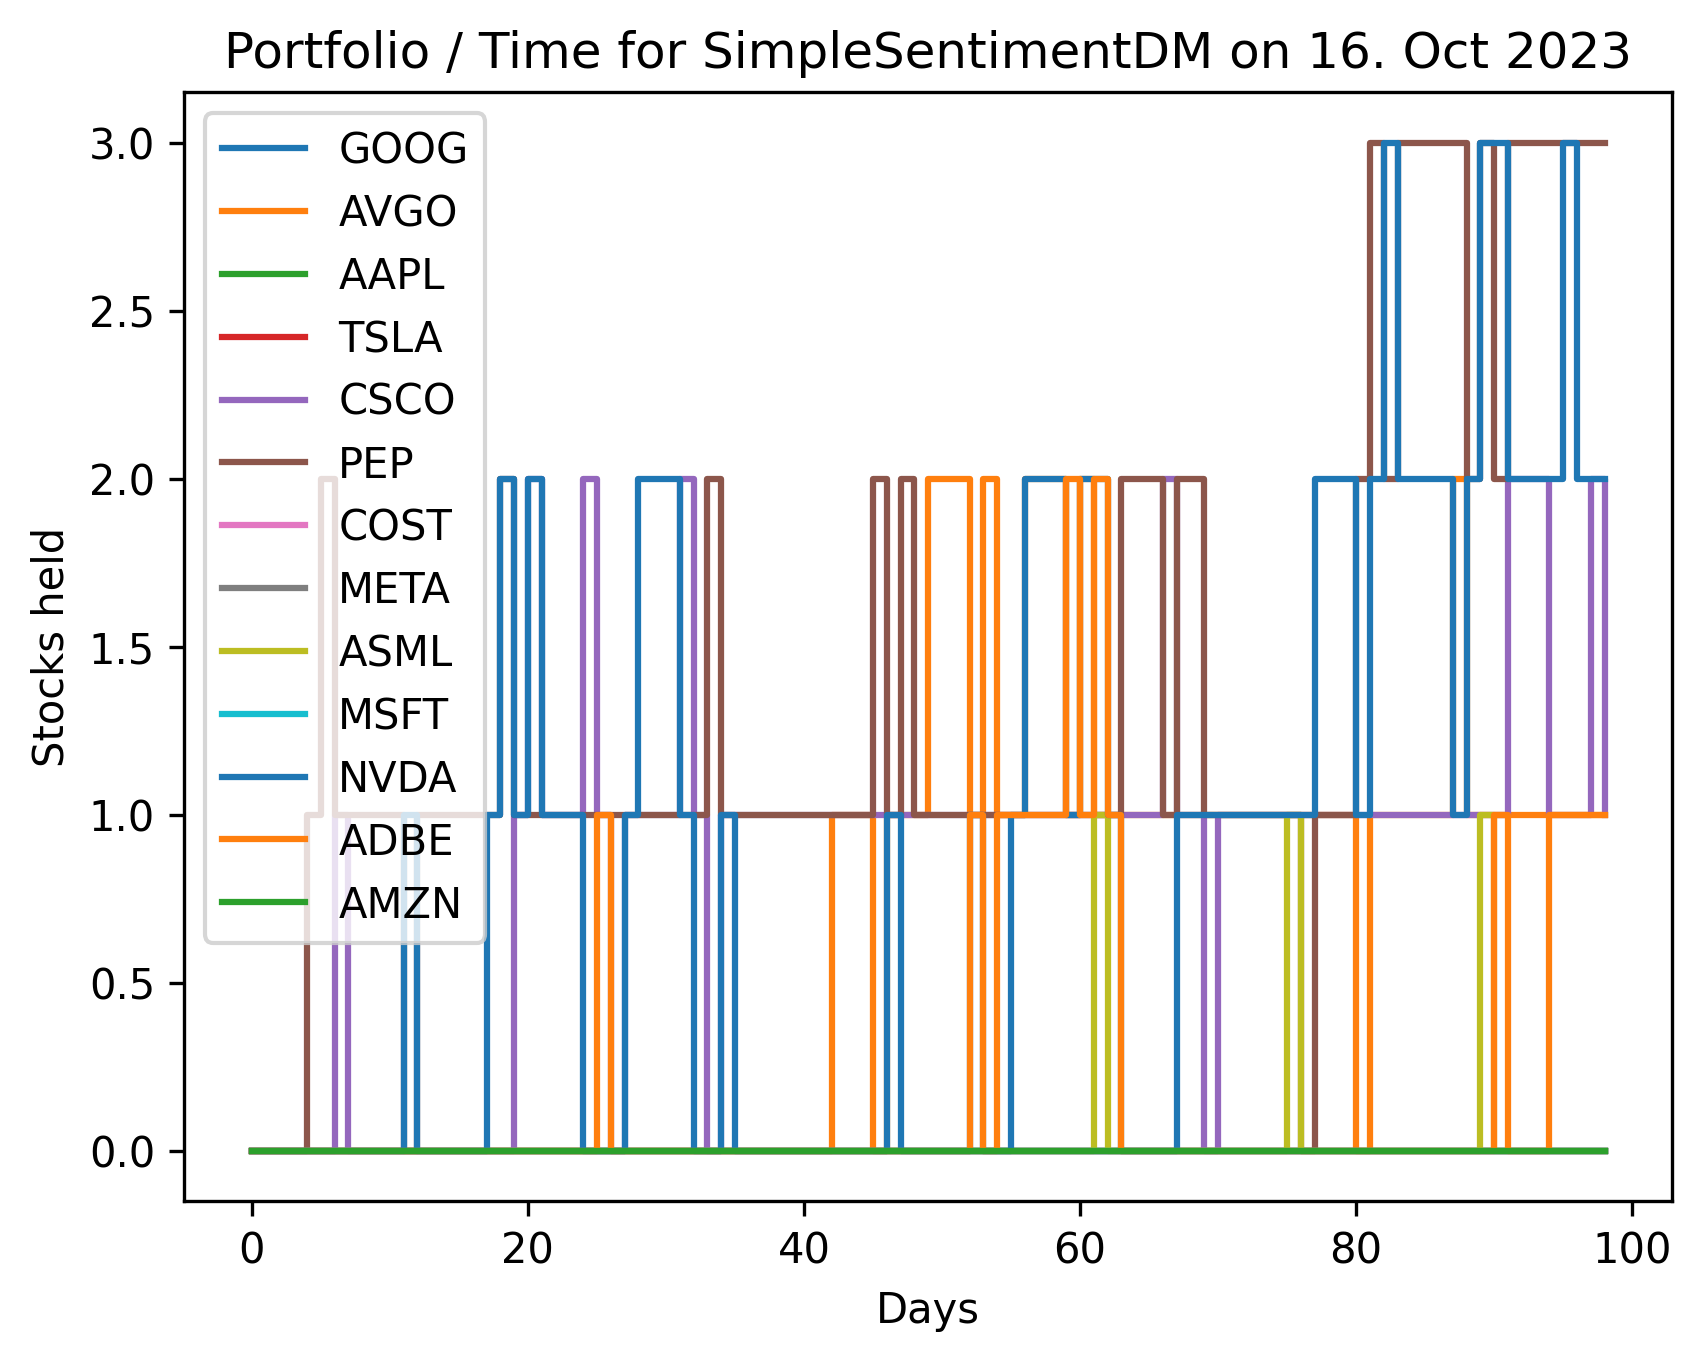 Portfolio / Time for SimpleSentimentDM on 16. Oct 2023
GOOG
AVGO
AAPL
TSLA
CSCO
PEP
COST
META
ASML
MSFT
NVDA
ADBE
AMZN
3.0
2.5
2.0
1.5
1.0
0.5
0.0
Stocks held
0 20 40 60 80 100
Days